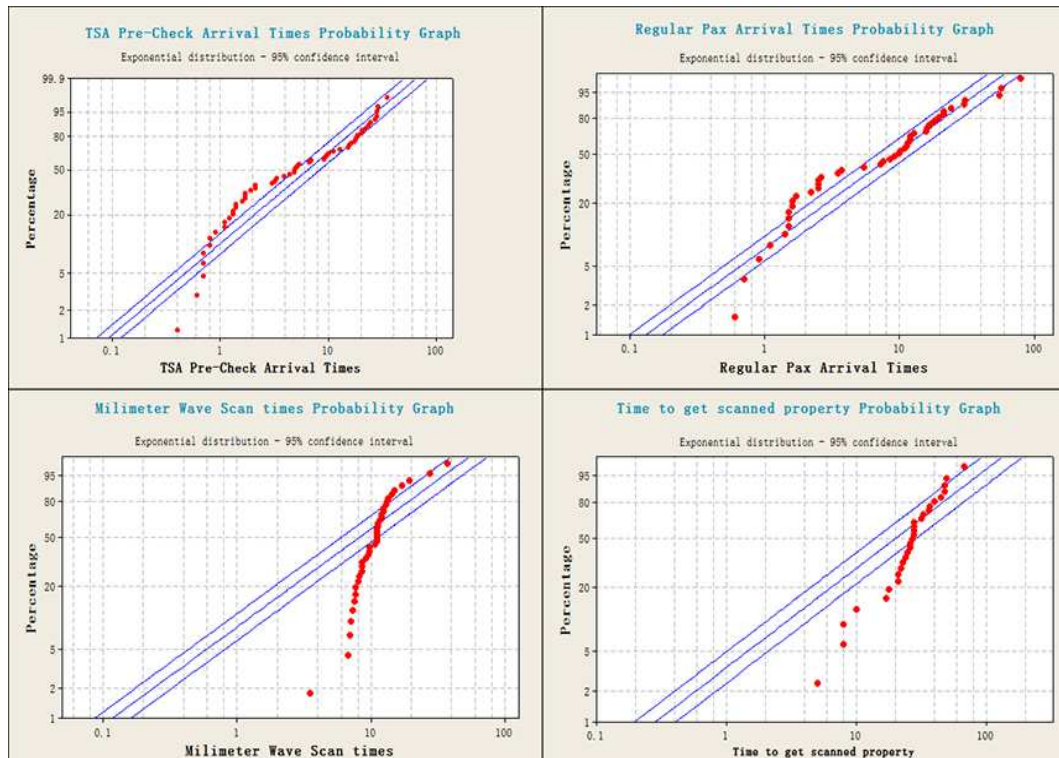 TSA Pre-Check Arrival Times Probability Graph
Exponential distribution - 95% confidence interval
99.9
95
80
50
20
5
2
1
Percentage
0.1 1 10 100
TSA Pre-Check Arrival Times
Regular Pax Arrival Times Probability Graph
Exponential distribution - 95% confidence interval
95
80
50
20
5
2
1
Percentage
0.1 1 10 100
Regular Pax Arrival Times
Milimeter Wave Scan times Probability Graph
Exponential distribution - 95% confidence interval
95
80
50
20
5
2
1
Percentage
0.1 1 10 100
Milimeter Wave Scan times
Time to get scanned property Probability Graph
Exponential distribution - 95% confidence interval
95
80
50
20
5
2
1
Percentage
0.1 1 10 100
Time to get scanned property